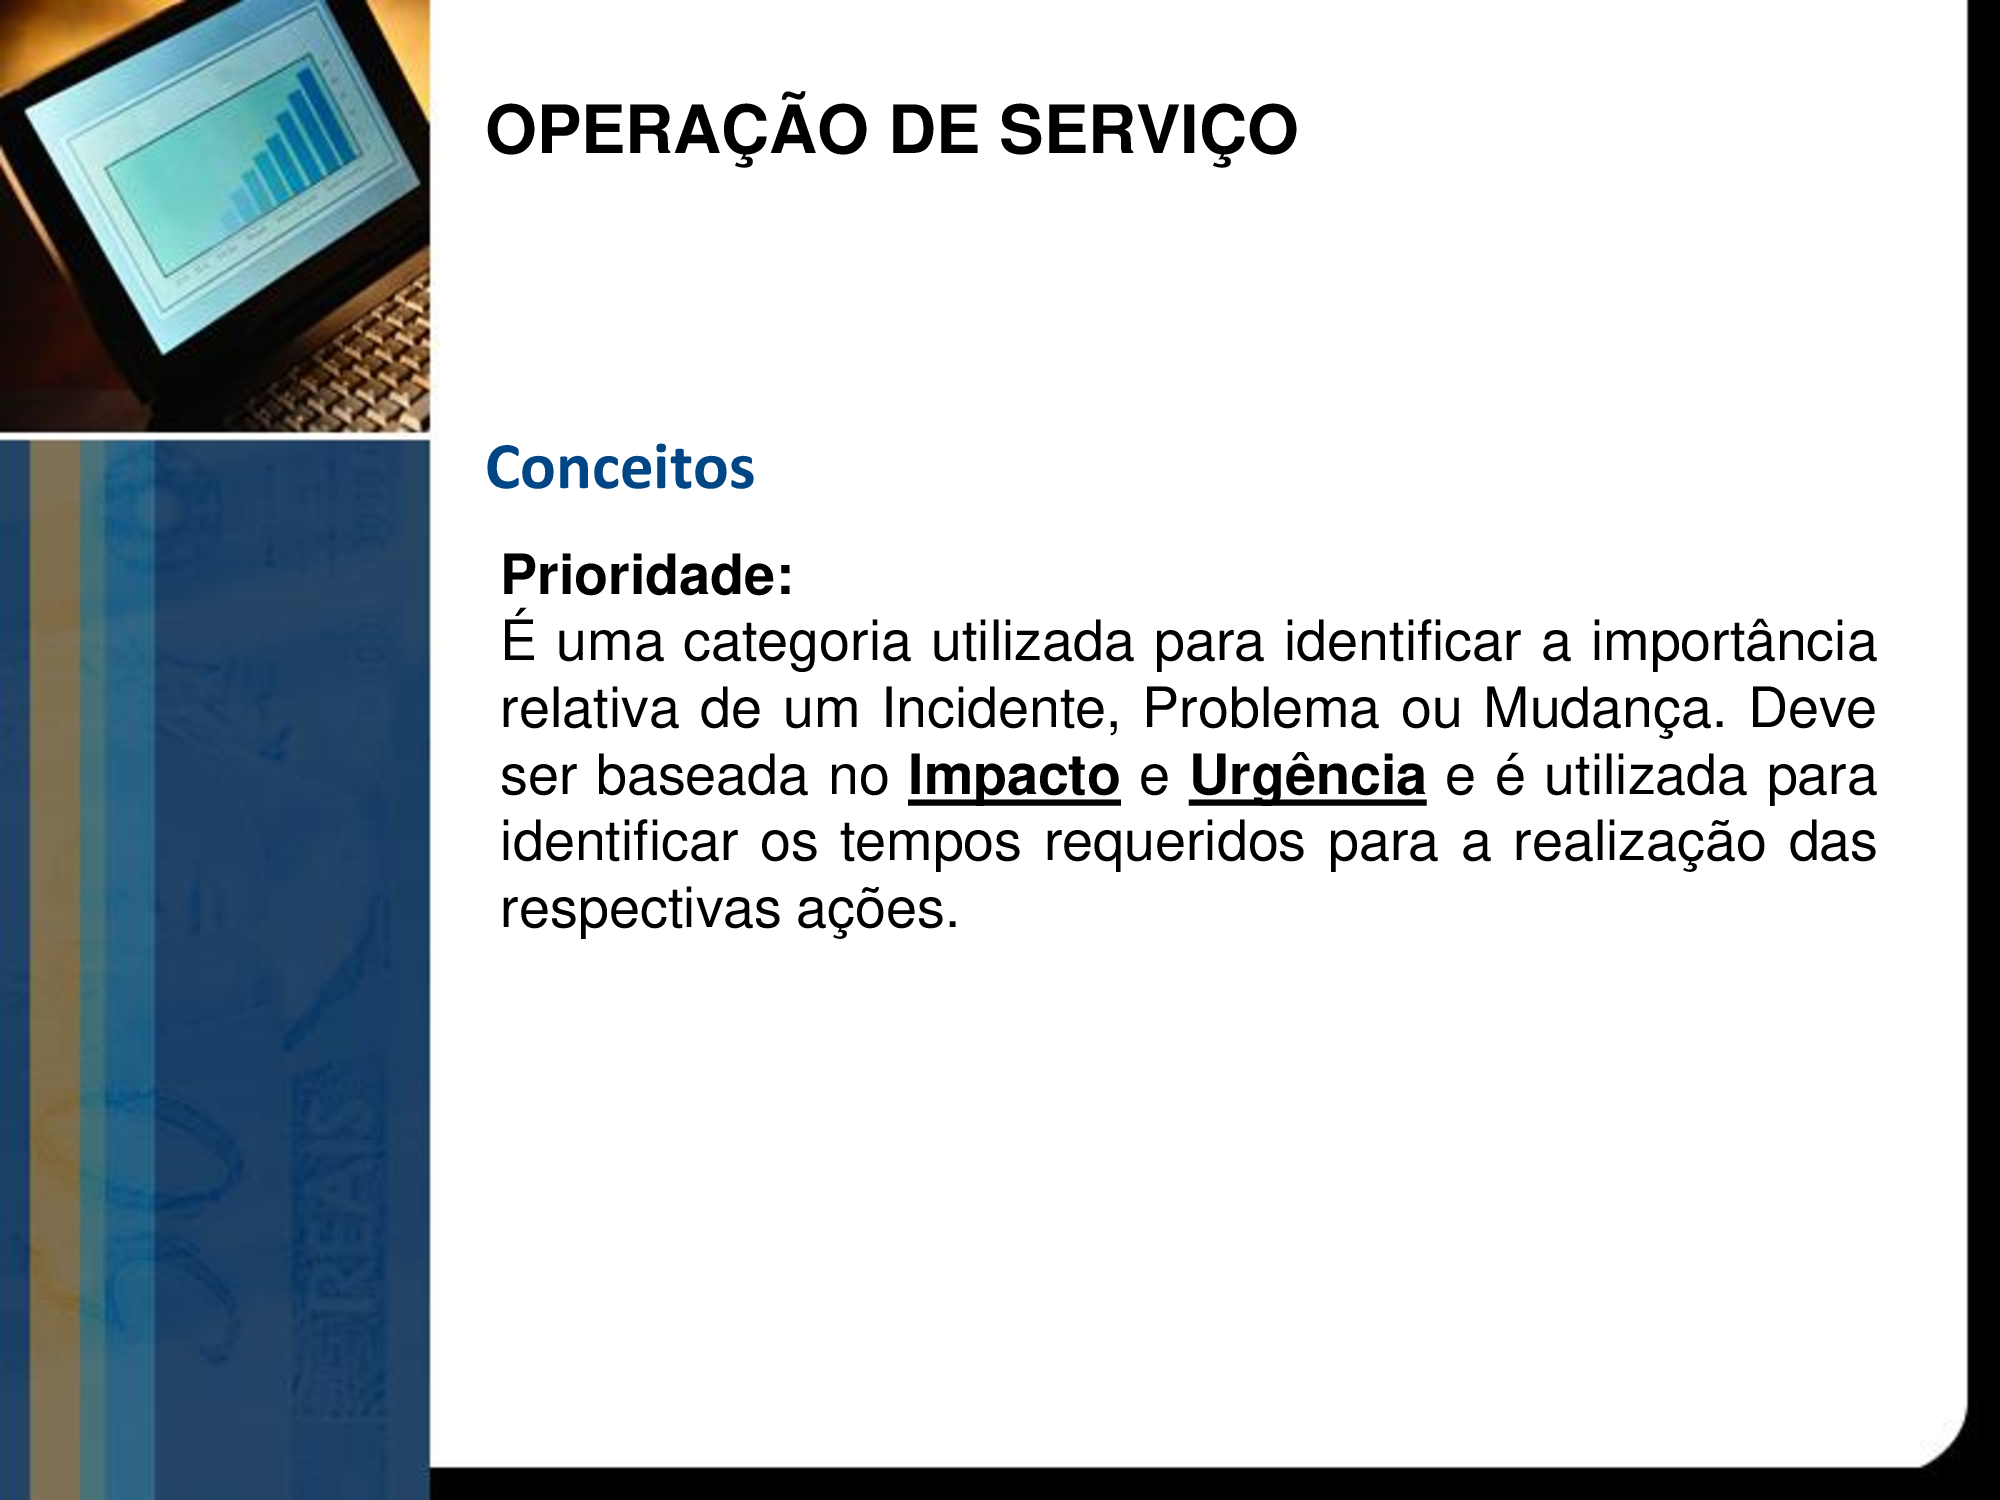 OPERAÇÃO DE SERVIÇO
Conceitos
Prioridade:
É uma categoria utilizada para identificar a importância
relativa de um Incidente, Problema ou Mudança. Deve
ser baseada no Impacto e Urgência e é utilizada para
identificar os tempos requeridos para a realização das
respectivas ações.
REAIS